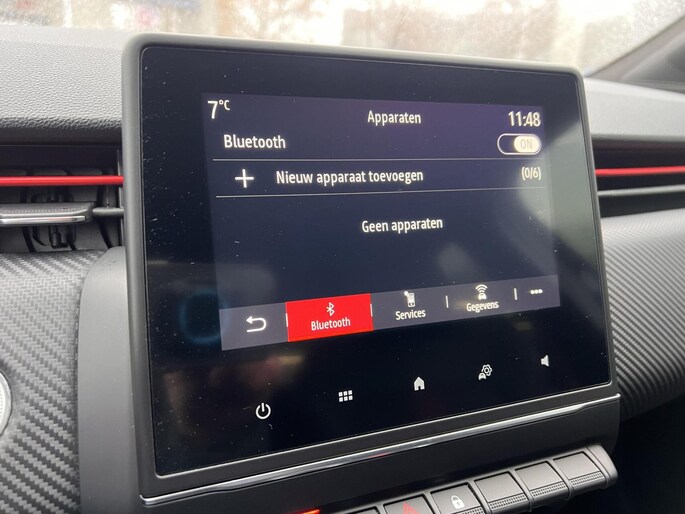 7°C Apparaten 11:48
Bluetooth ON
+ Nieuw apparaat toevoegen (0/6)
Geen apparaten
Bluetooth Services Gegevens